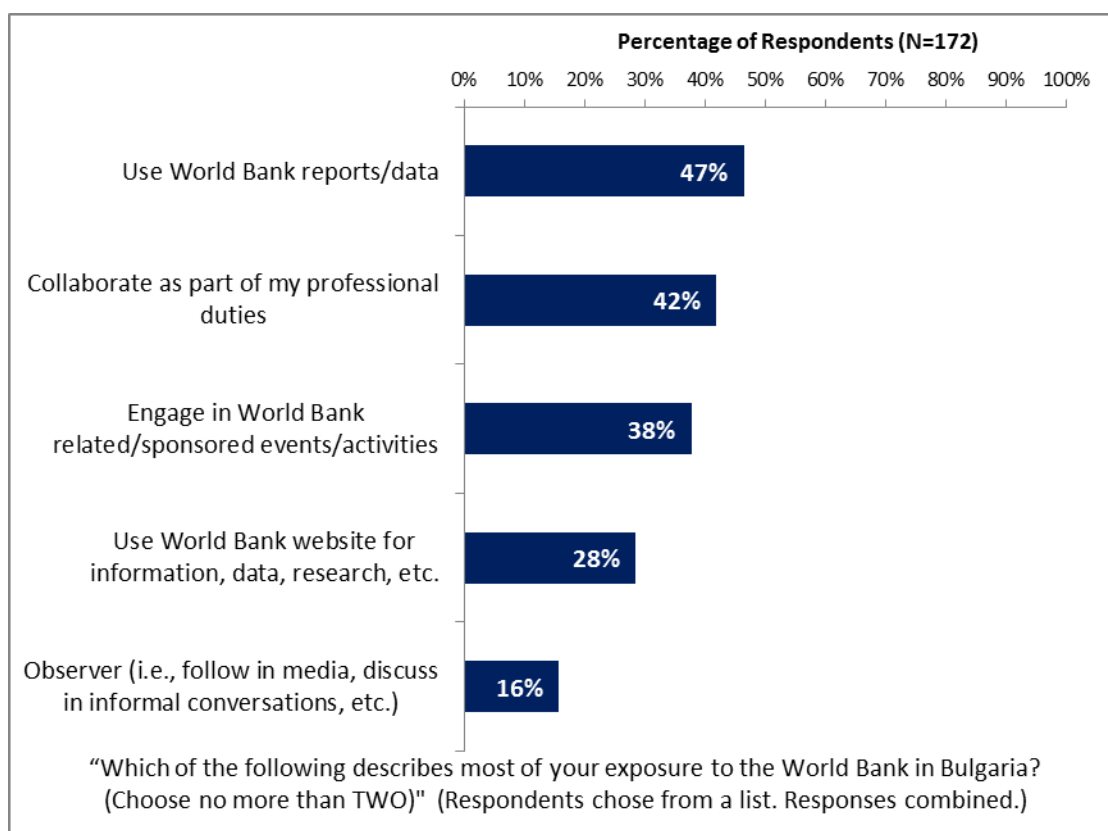 Percentage of Respondents (N=172)
0% 10% 20% 30% 40% 50% 60% 70% 80% 90% 100%
Use World Bank reports/data
47%
Collaborate as part of my professional
duties
42%
Engage in World Bank
related/sponsored events/activities
38%
Use World Bank website for
information, data, research, etc.
28%
Observer (i.e., follow in media, discuss
in informal conversations, etc.)
16%
“Which of the following describes most of your exposure to the World Bank in Bulgaria?
(Choose no more than TWO)" (Respondents chose from a list. Responses combined.)